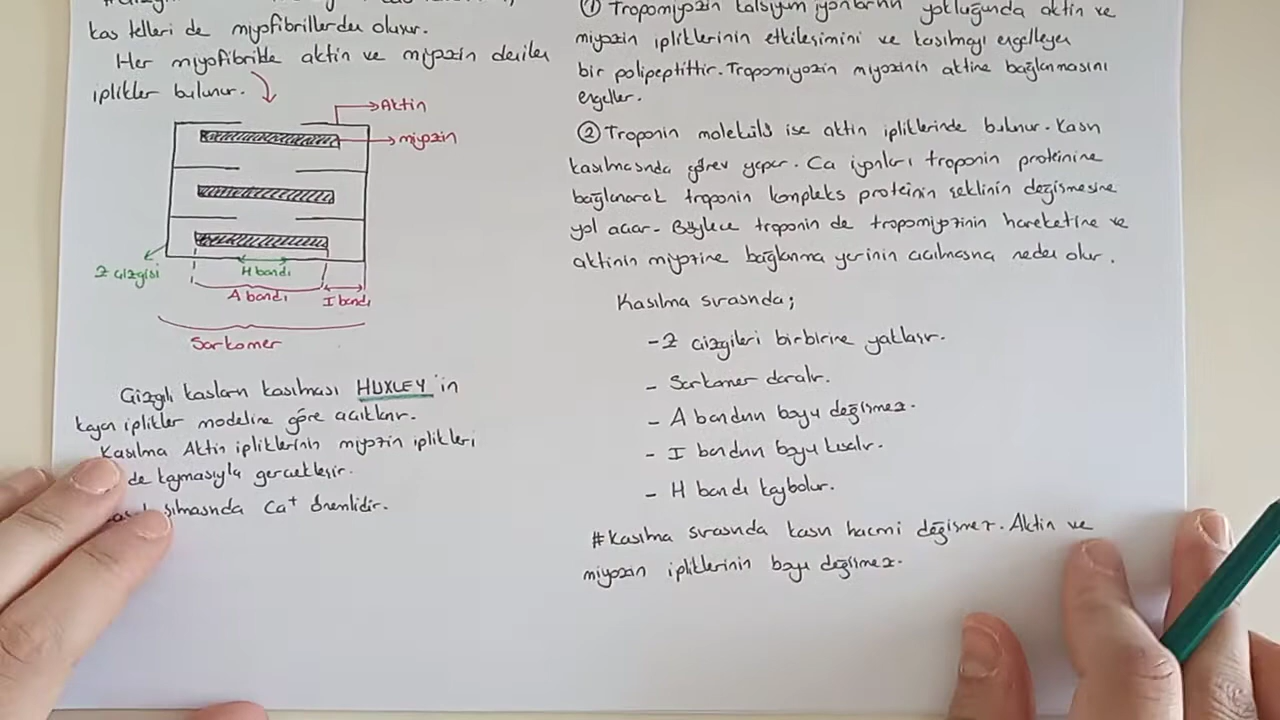 kas telleri de miyofibrillerden oluşur.
Her miyofibrilde aktin ve miyozin denilen
iplikler bulunur.
Aktin
miyozin
Z çizgisi
H bandı
A bandı
I bandı
Sarkomer
Çizgili kasların kasılması HUXLEY'in
kayan iplikler modeline göre açıklanır.
Kasılma Aktin ipliklerinin miyozin iplikleri
de kaymasıyla gerçekleşir.
Ca+ önemlidir.
① Tropomiyozin kalsiyum iyonlarının yokluğunda aktin ve
miyozin ipliklerinin etkileşimini ve kasılmayı engelleyen
bir polipeptittir. Tropomiyozin miyozinin aktine bağlanmasını
engeller.
② Troponin molekülü ise aktin ipliklerinde bulunur. Kasın
kasılmasında görev yapar. Ca iyonları troponin proteinine
bağlanarak troponin kompleks proteinin şeklinin değişmesine
yol açar. Böylece troponin de tropomiyozinin hareketine ve
aktinin miyozine bağlanma yerinin açılmasına neden olur.
Kasılma sırasında;
- Z çizgileri birbirine yaklaşır.
- Sarkomer daralır.
- A bandının boyu değişmez.
- I bandının boyu kısalır.
- H bandı kaybolur.
# Kasılma sırasında kasın hacmi değişmez. Aktin ve
miyozin ipliklerinin boyu değişmez.